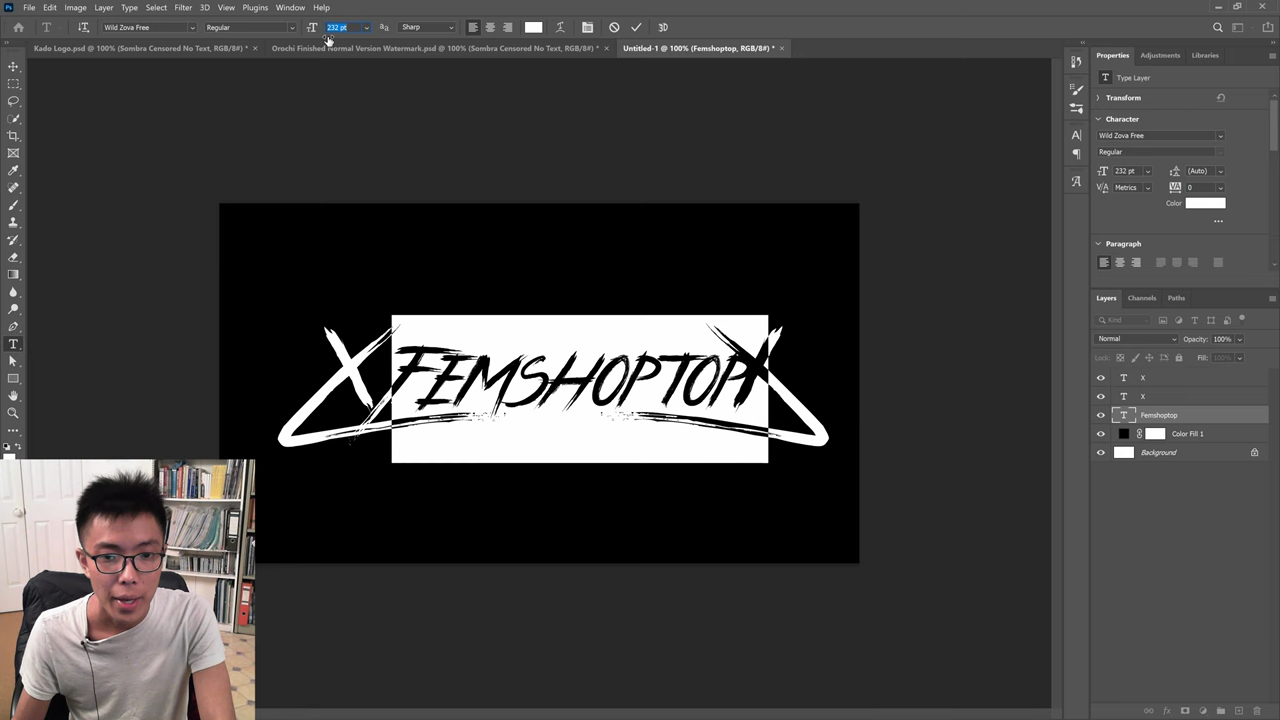 Ps File Edit Image Layer Type Select Filter 3D View Plugins Window Help
T Wild Zova Free Regular 232 pt Sharp 3D
Kado Logo.psd @ 100% (Sombra Censored No Text, RGB/8#) *
Orochi Finished Normal Version Watermark.psd @ 100% (Sombra Censored No Text, RGB/8#) *
Untitled-1 @ 100% (Femshoptop, RGB/8#) *
Properties Adjustments Libraries
T Type Layer
Transform
Character
Wild Zova Free
Regular
232 pt (Auto)
Metrics 0
Color
Paragraph
Layers Channels Paths
Kind
Normal Opacity: 100%
Lock: Fill: 100%
T X
T X
T Femshoptop
Color Fill 1
Background
X FEMSHOPTOP X